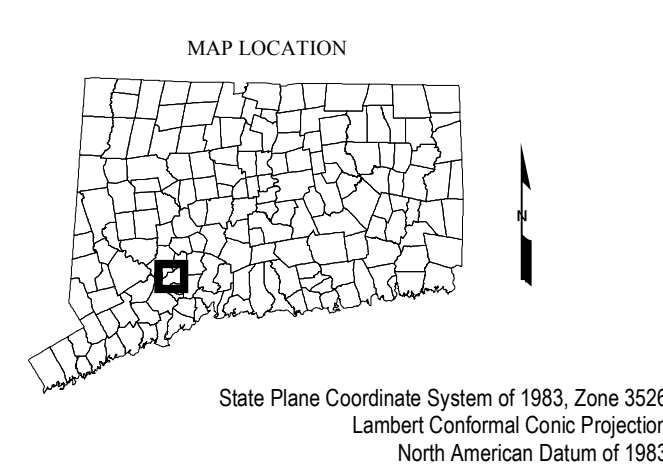 MAP LOCATION
N
State Plane Coordinate System of 1983, Zone 3526
Lambert Conformal Conic Projection
North American Datum of 1983